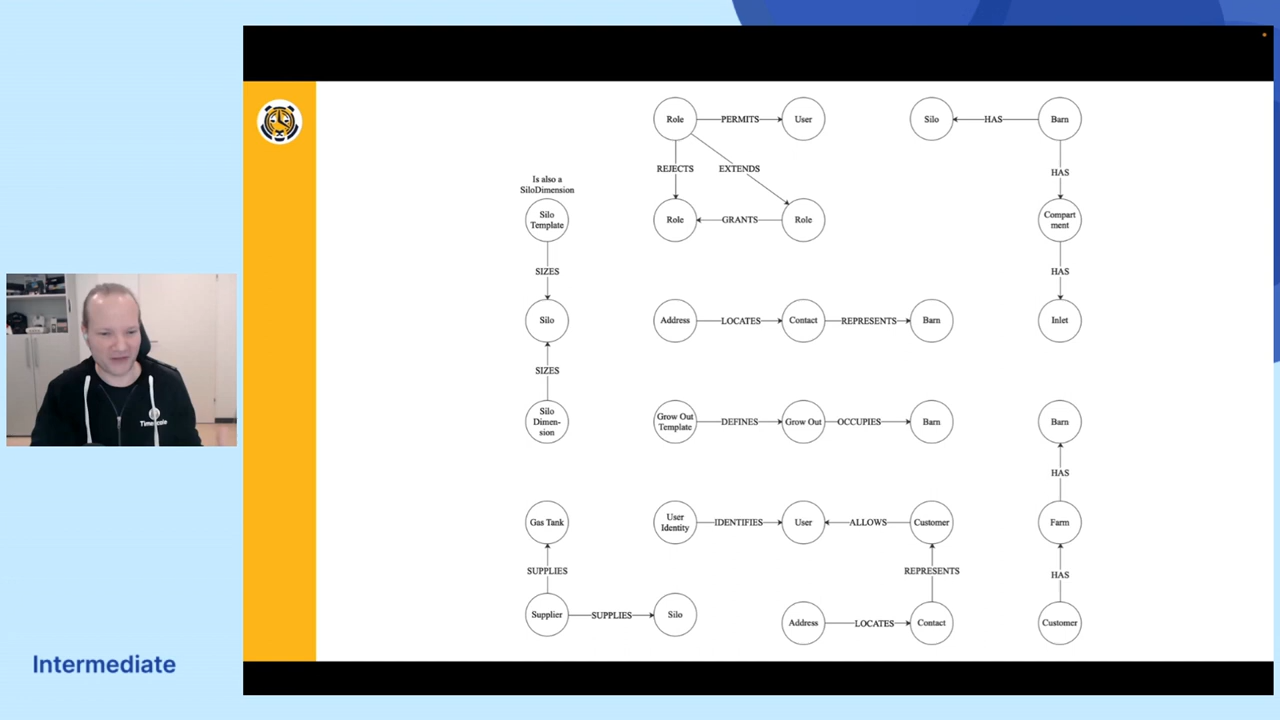 Role
PERMITS
User
Silo
HAS
Barn
REJECTS
EXTENDS
HAS
Is also a
SiloDimension
Silo
Template
Role
GRANTS
Role
Compart
ment
SIZES
HAS
Silo
Address
LOCATES
Contact
REPRESENTS
Barn
Inlet
SIZES
Silo
Dimen-
sion
Grow Out
Template
DEFINES
Grow Out
OCCUPIES
Barn
Barn
HAS
Gas Tank
User
Identity
IDENTIFIES
User
ALLOWS
Customer
Farm
SUPPLIES
REPRESENTS
HAS
Supplier
SUPPLIES
Silo
Address
LOCATES
Contact
Customer
Intermediate